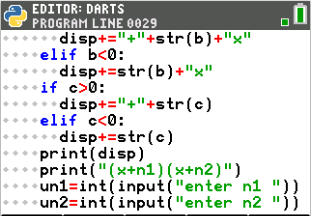 EDITOR: DARTS
PROGRAM LINE 0029
disp+="+"+str(b)+"x"
elif b<0:
disp+=str(b)+"x"
if c>0:
disp+="+"+str(c)
elif c<0:
disp+=str(c)
print(disp)
print("(x+n1)(x+n2)")
un1=int(input("enter n1 "))
un2=int(input("enter n2 "))